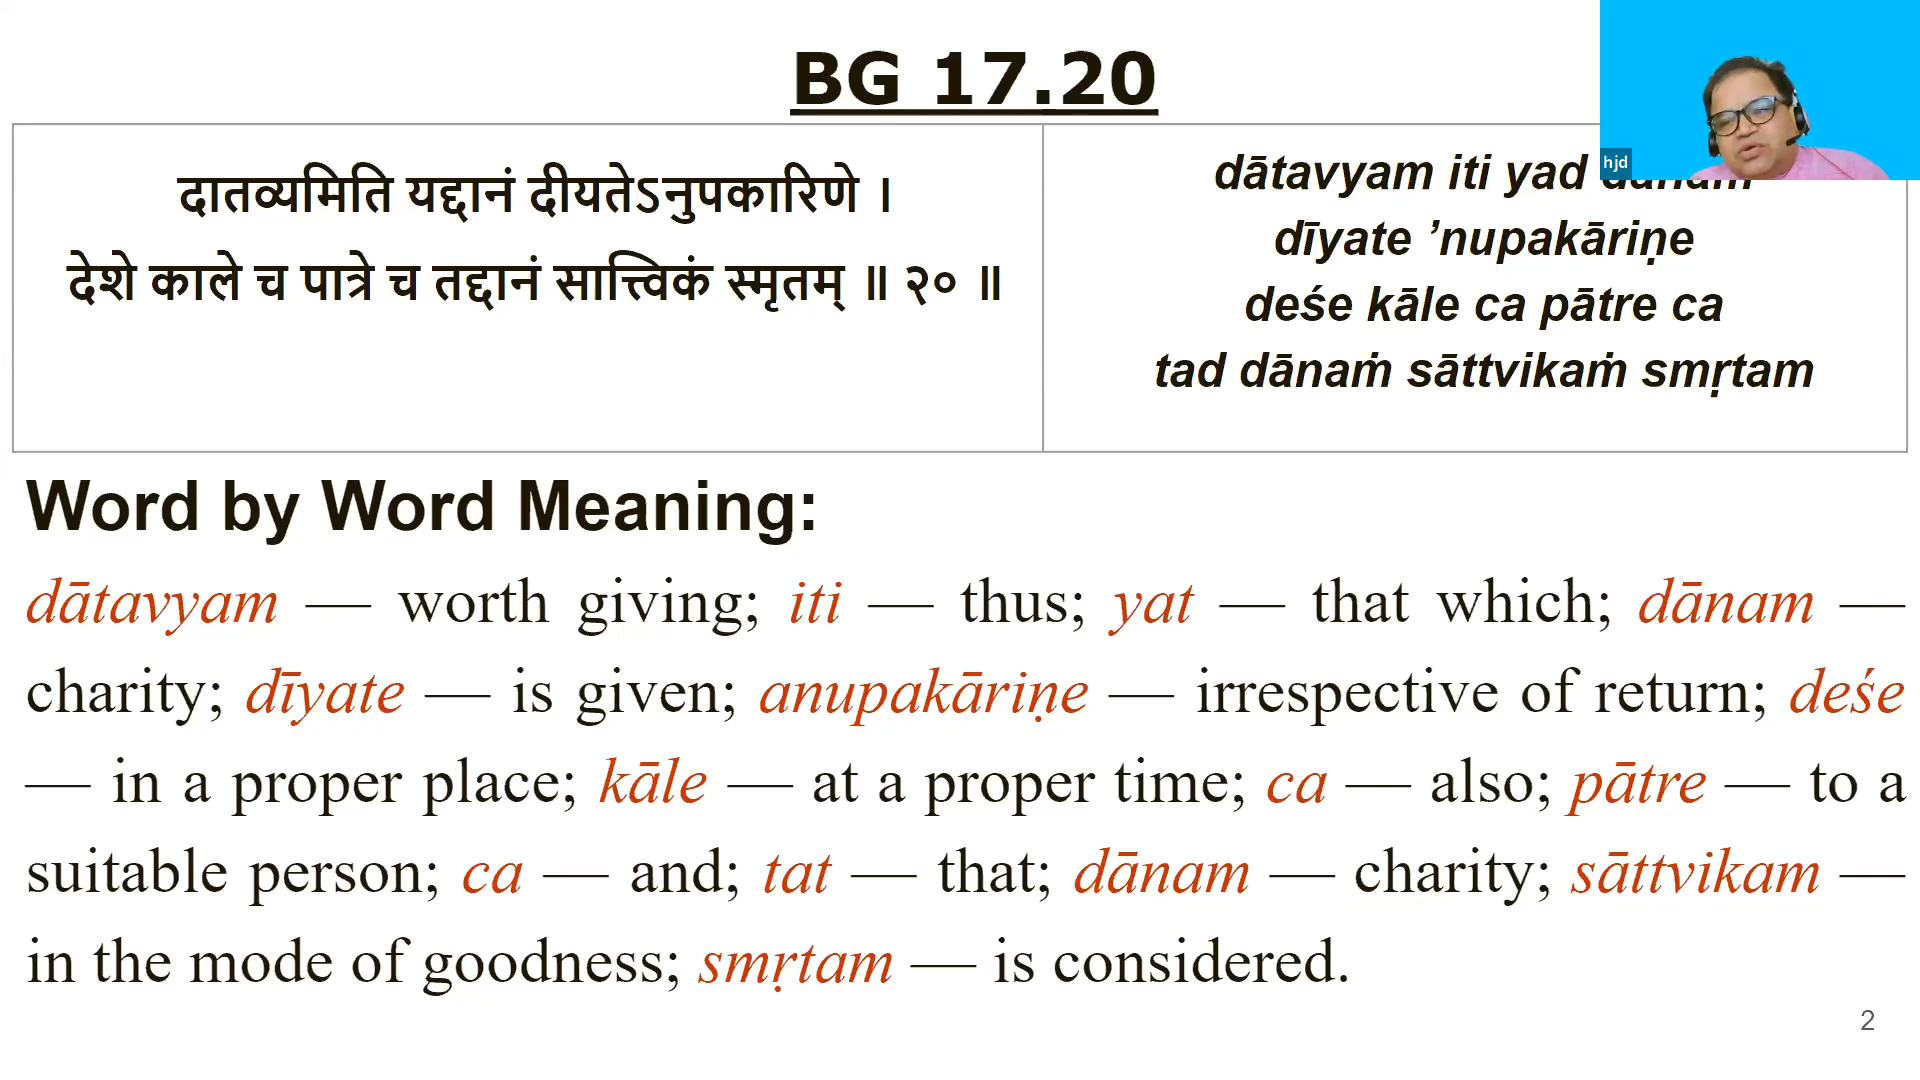 BG 17.20
दातव्यमिति यद्दानं दीयतेऽनुपकारिणे ।
देशे काले च पात्रे च तद्दानं सात्त्विकं स्मृतम् ॥ २० ॥
dātavyam iti yad dānam
dīyate ’nupakāriṇe
deśe kāle ca pātre ca
tad dānaṁ sāttvikaṁ smṛtam
hjd
Word by Word Meaning:
dātavyam — worth giving; iti — thus; yat — that which; dānam —
charity; dīyate — is given; anupakāriṇe — irrespective of return; deśe
— in a proper place; kāle — at a proper time; ca — also; pātre — to a
suitable person; ca — and; tat — that; dānam — charity; sāttvikam —
in the mode of goodness; smṛtam — is considered.
2